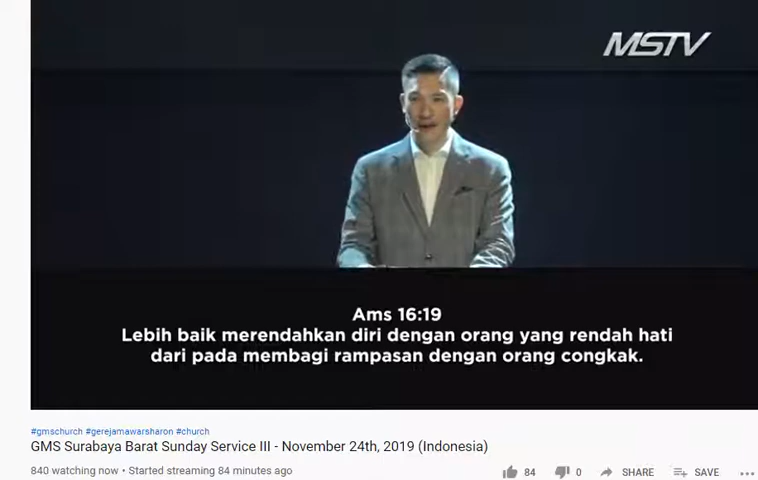 MSTV
Ams 16:19
Lebih baik merendahkan diri dengan orang yang rendah hati
dari pada membagi rampasan dengan orang congkak.
#gmschurch #gerejamawarsharon #church
GMS Surabaya Barat Sunday Service III - November 24th, 2019 (Indonesia)
840 watching now • Started streaming 84 minutes ago
84 0 SHARE SAVE